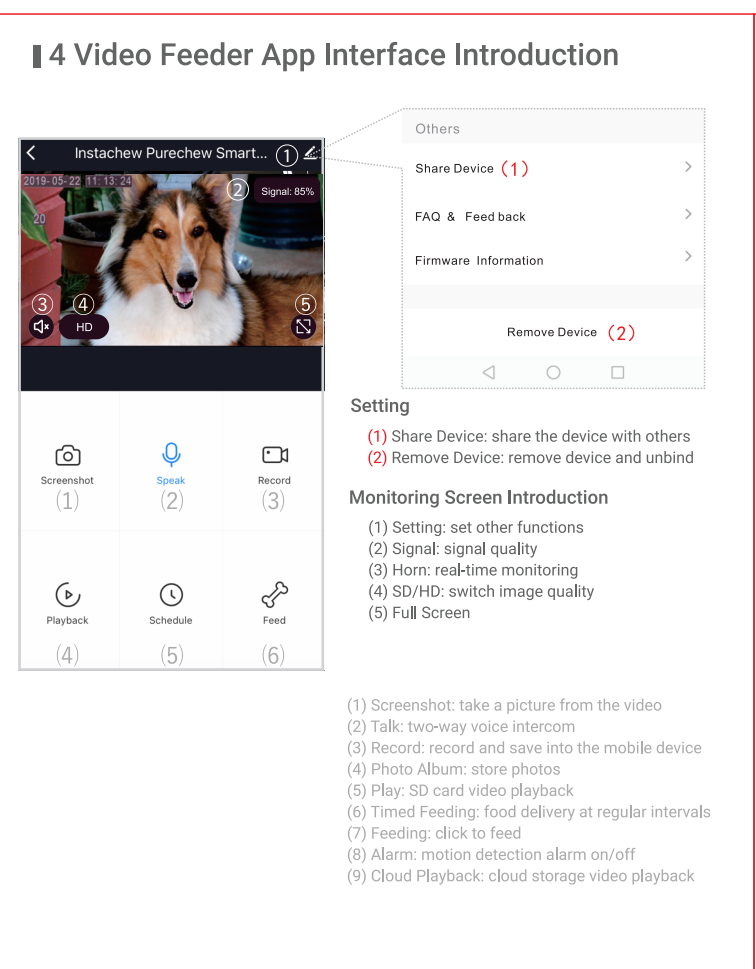 4 Video Feeder App Interface Introduction
Instachew Purechew Smart... ①
2019-05-22 11:13:24
② Signal: 85%
20
③ ④ ⑤
HD
Screenshot Speak Record
(1) (2) (3)
Playback Schedule Feed
(4) (5) (6)
Others
Share Device (1)
FAQ & Feed back
Firmware Information
Remove Device (2)
Setting
(1) Share Device: share the device with others
(2) Remove Device: remove device and unbind
Monitoring Screen Introduction
(1) Setting: set other functions
(2) Signal: signal quality
(3) Horn: real-time monitoring
(4) SD/HD: switch image quality
(5) Full Screen
(1) Screenshot: take a picture from the video
(2) Talk: two-way voice intercom
(3) Record: record and save into the mobile device
(4) Photo Album: store photos
(5) Play: SD card video playback
(6) Timed Feeding: food delivery at regular intervals
(7) Feeding: click to feed
(8) Alarm: motion detection alarm on/off
(9) Cloud Playback: cloud storage video playback